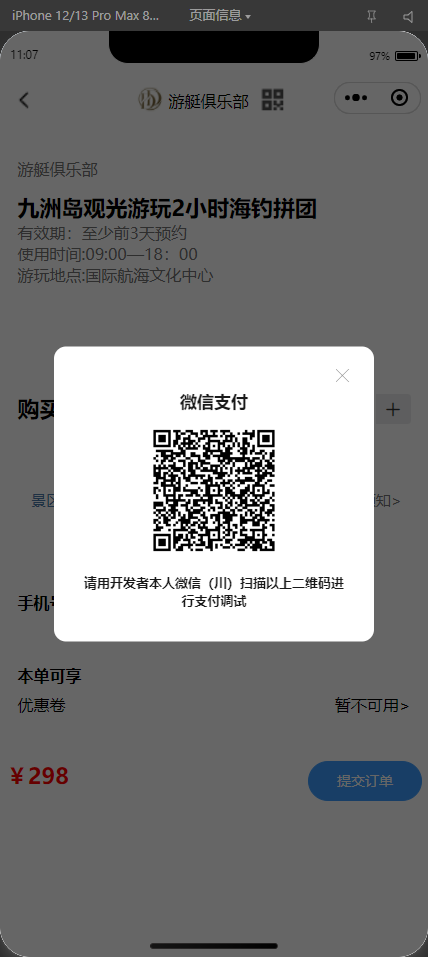 iPhone 12/13 Pro Max 8... 页面信息
11:07 97%
游艇俱乐部
游艇俱乐部
九洲岛观光游玩2小时海钓拼团
有效期：至少前3天预约
使用时间:09:00—18：00
游玩地点:国际航海文化中心
微信支付
购买
景区
知>
请用开发者本人微信（川）扫描以上二维码进
行支付调试
手机号
本单可享
优惠卷 暂不可用>
￥298 提交订单